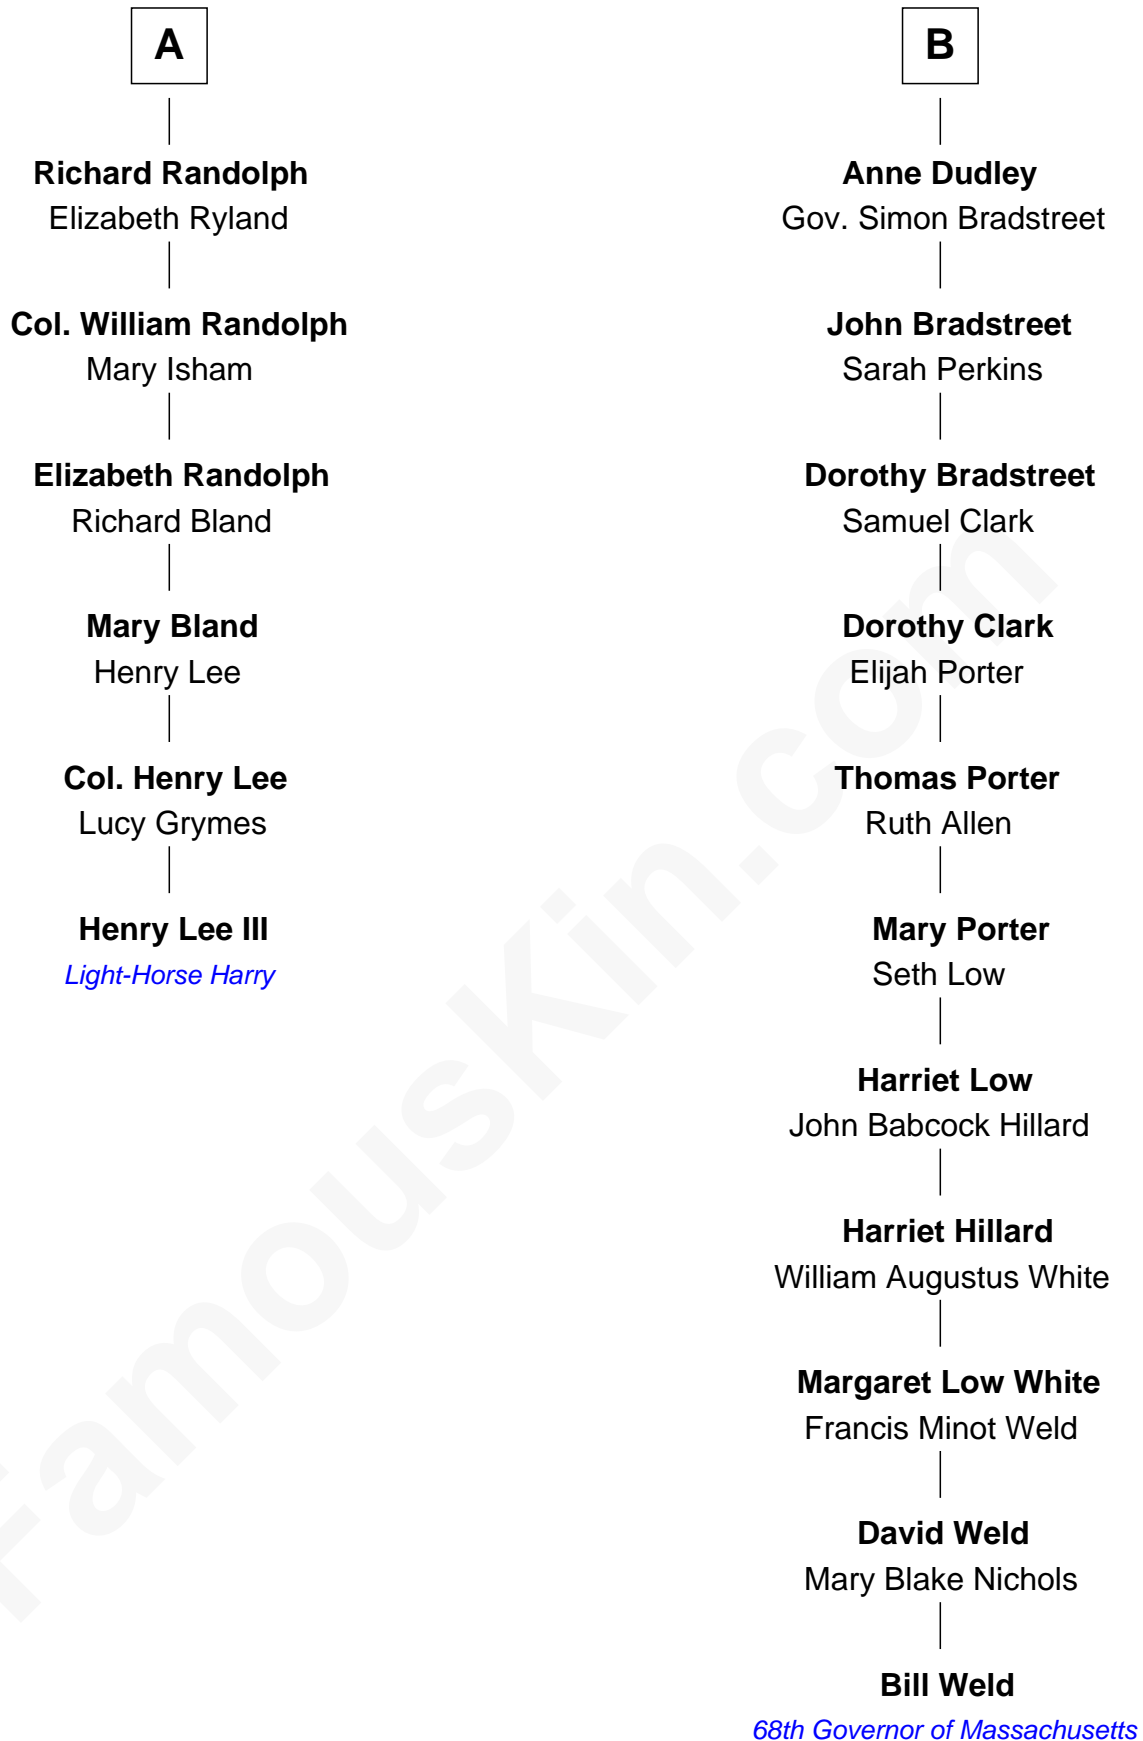 A
Richard Randolph
Elizabeth Ryland
Col. William Randolph
Mary Isham
Elizabeth Randolph
Richard Bland
Mary Bland
Henry Lee
Col. Henry Lee
Lucy Grymes
Henry Lee III
Light-Horse Harry
B
Anne Dudley
Gov. Simon Bradstreet
John Bradstreet
Sarah Perkins
Dorothy Bradstreet
Samuel Clark
Dorothy Clark
Elijah Porter
Thomas Porter
Ruth Allen
Mary Porter
Seth Low
Harriet Low
John Babcock Hillard
Harriet Hillard
William Augustus White
Margaret Low White
Francis Minot Weld
David Weld
Mary Blake Nichols
Bill Weld
68th Governor of Massachusetts
FamousKin.com